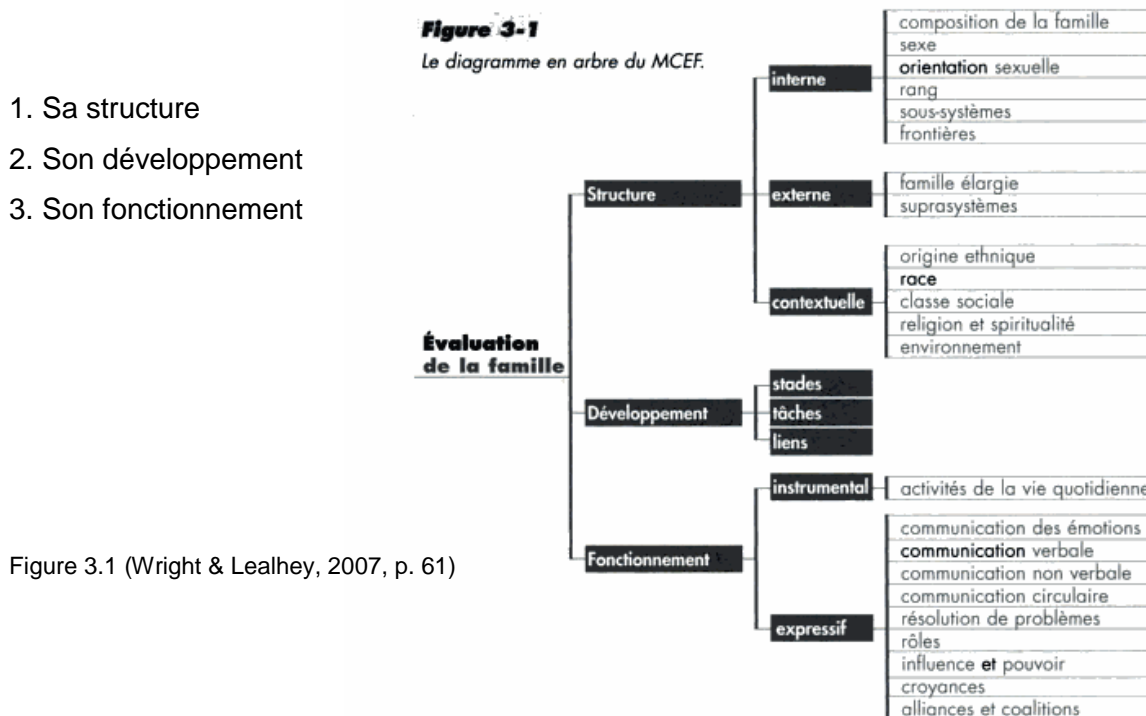 1. Sa structure
2. Son développement
3. Son fonctionnement
Figure 3-1
Le diagramme en arbre du MCEF.
Évaluation
de la famille
Structure
interne
composition de la famille
sexe
orientation sexuelle
rang
sous-systèmes
frontières
externe
famille élargie
suprasystèmes
contextuelle
origine ethnique
race
classe sociale
religion et spiritualité
environnement
Développement
stades
tâches
liens
Fonctionnement
instrumental
activités de la vie quotidienne
expressif
communication des émotions
communication verbale
communication non verbale
communication circulaire
résolution de problèmes
rôles
influence et pouvoir
croyances
alliances et coalitions
Figure 3.1 (Wright & Lealhey, 2007, p. 61)